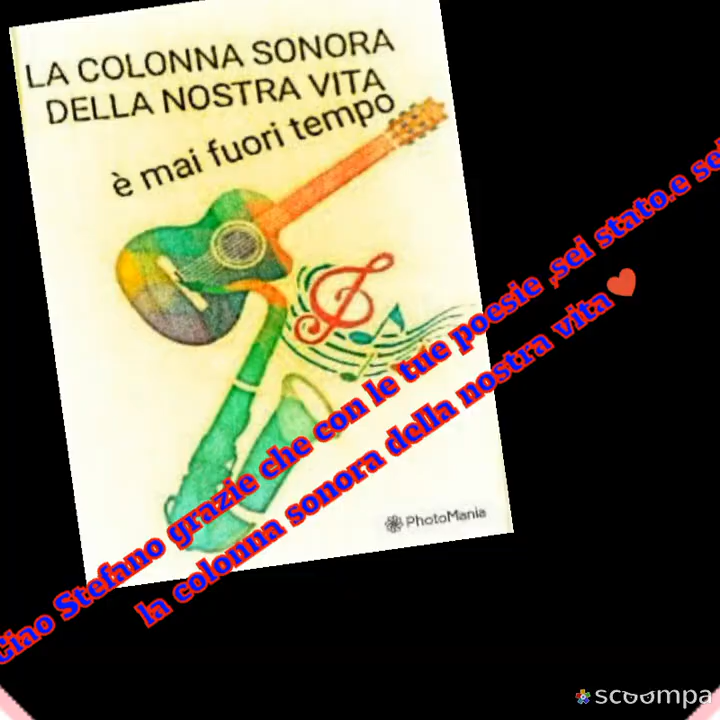 LA COLONNA SONORA
DELLA NOSTRA VITA
è mai fuori tempo
Ciao Stefano grazie che con le tue poesie ,sei stato.e sei
la colonna sonora della nostra vita❤
PhotoMania
scoompa